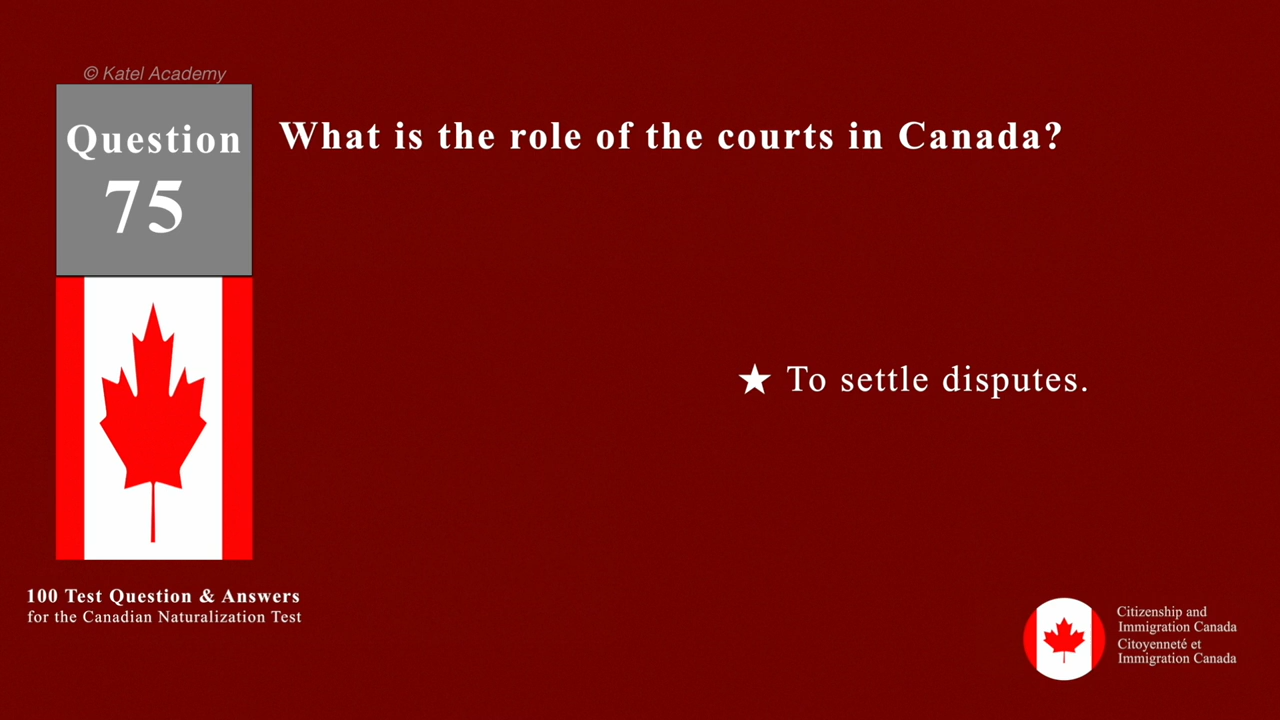 © Katel Academy
Question
75
What is the role of the courts in Canada?
★ To settle disputes.
100 Test Question & Answers
for the Canadian Naturalization Test
Citizenship and
Immigration Canada
Citoyenneté et
Immigration Canada